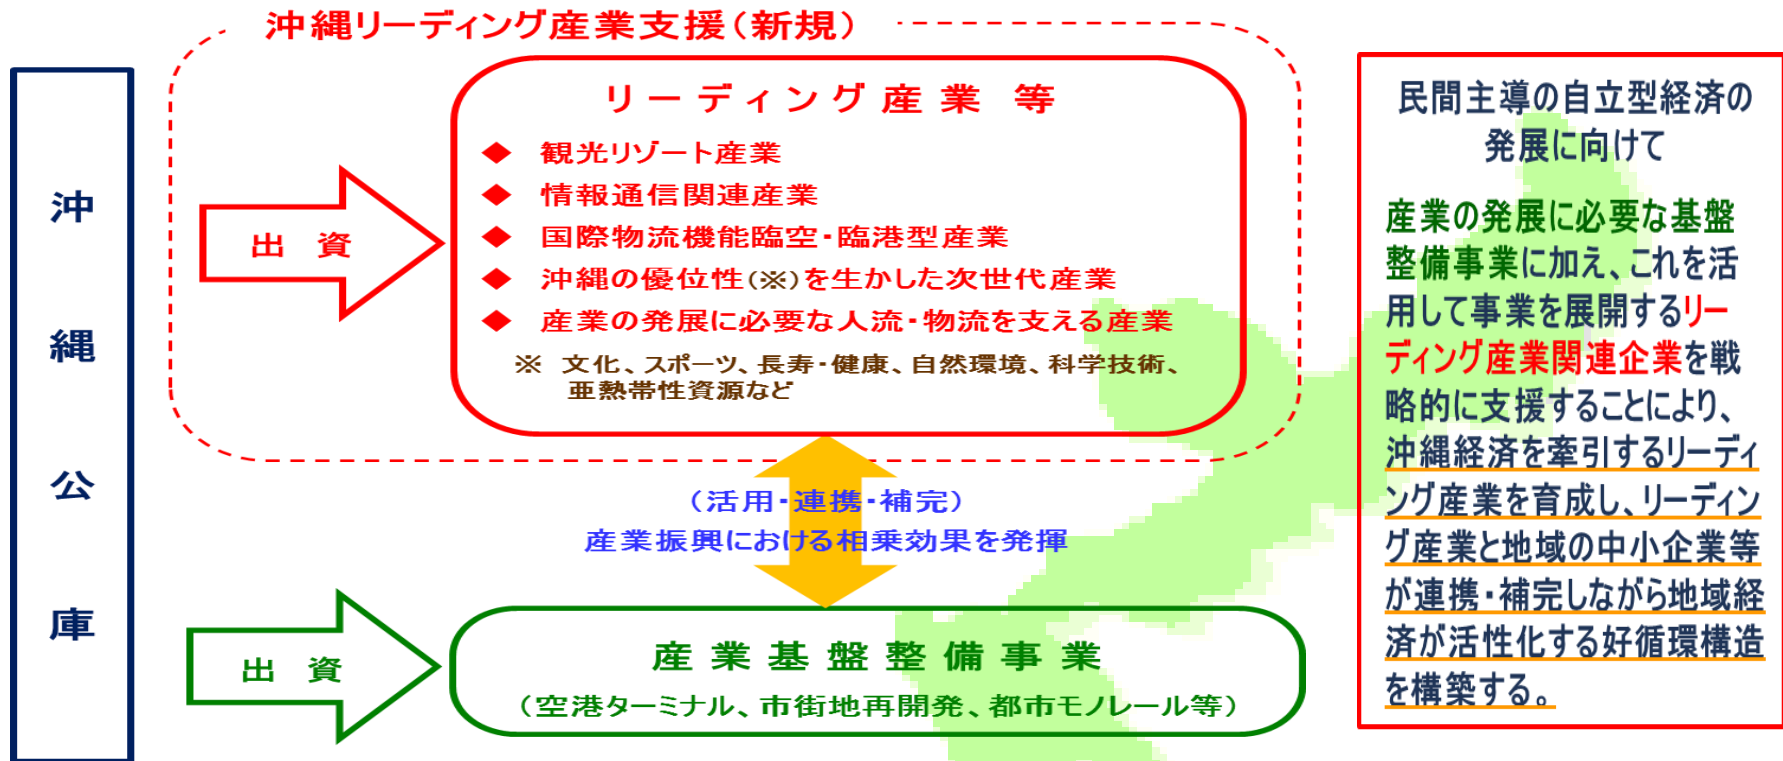 沖縄公庫
沖縄リーディング産業支援（新規）
出 資
リーディング産業 等
◆ 観光リゾート産業
◆ 情報通信関連産業
◆ 国際物流機能臨空・臨港型産業
◆ 沖縄の優位性(※)を生かした次世代産業
◆ 産業の発展に必要な人流・物流を支える産業
※ 文化、スポーツ、長寿・健康、自然環境、科学技術、
亜熱帯性資源など
（活用・連携・補完）
産業振興における相乗効果を発揮
出 資
産業基盤整備事業
（空港ターミナル、市街地再開発、都市モノレール等）
民間主導の自立型経済の
発展に向けて
産業の発展に必要な基盤
整備事業に加え、これを活
用して事業を展開するリー
ディング産業関連企業を戦
略的に支援することにより、
沖縄経済を牽引するリーディ
ング産業を育成し、リーディン
グ産業と地域の中小企業等
が連携・補完しながら地域経
済が活性化する好循環構造
を構築する。